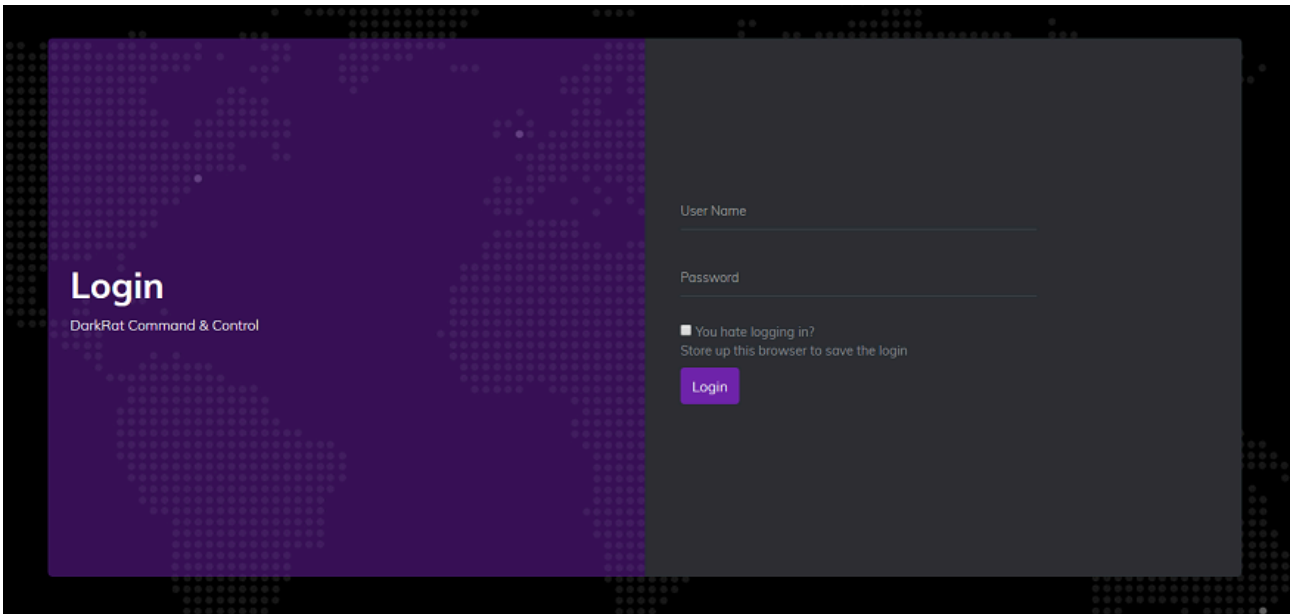 Login
DarkRat Command & Control
User Name
Password
You hate logging in?
Store up this browser to save the login
Login